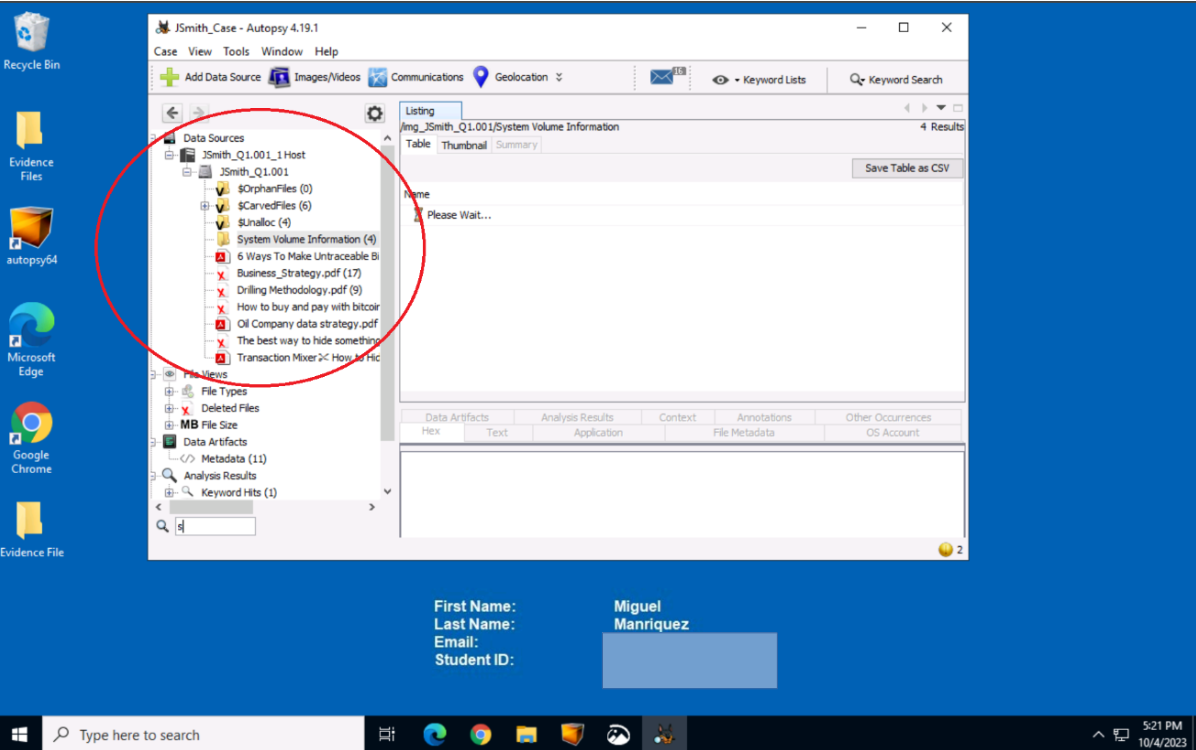 Recycle Bin
Evidence
Files
autopsy64
Microsoft
Edge
Google
Chrome
Evidence File
JSmith_Case - Autopsy 4.19.1
Case View Tools Window Help
Add Data Source Images/Videos Communications Geolocation Keyword Lists Keyword Search
Data Sources
JSmith_Q1.001_1 Host
JSmith_Q1.001
$OrphanFiles (0)
$CarvedFiles (6)
$Unalloc (4)
System Volume Information (4)
6 Ways To Make Untraceable Bi
Business_Strategy.pdf (17)
Drilling Methodology.pdf (9)
How to buy and pay with bitcoin
Oil Company data strategy.pdf
The best way to hide something
Transaction Mixer✂ How to Hid
File Views
File Types
Deleted Files
MB File Size
Data Artifacts
Metadata (11)
Analysis Results
Keyword Hits (1)
s
Listing
/img_JSmith_Q1.001/System Volume Information 4 Results
Table Thumbnail Summary
Save Table as CSV
Name
Please Wait...
Data Artifacts Analysis Results Context Annotations Other Occurrences
Hex Text Application File Metadata OS Account
2
First Name: Miguel
Last Name: Manriquez
Email:
Student ID:
Type here to search
5:21 PM
10/4/2023